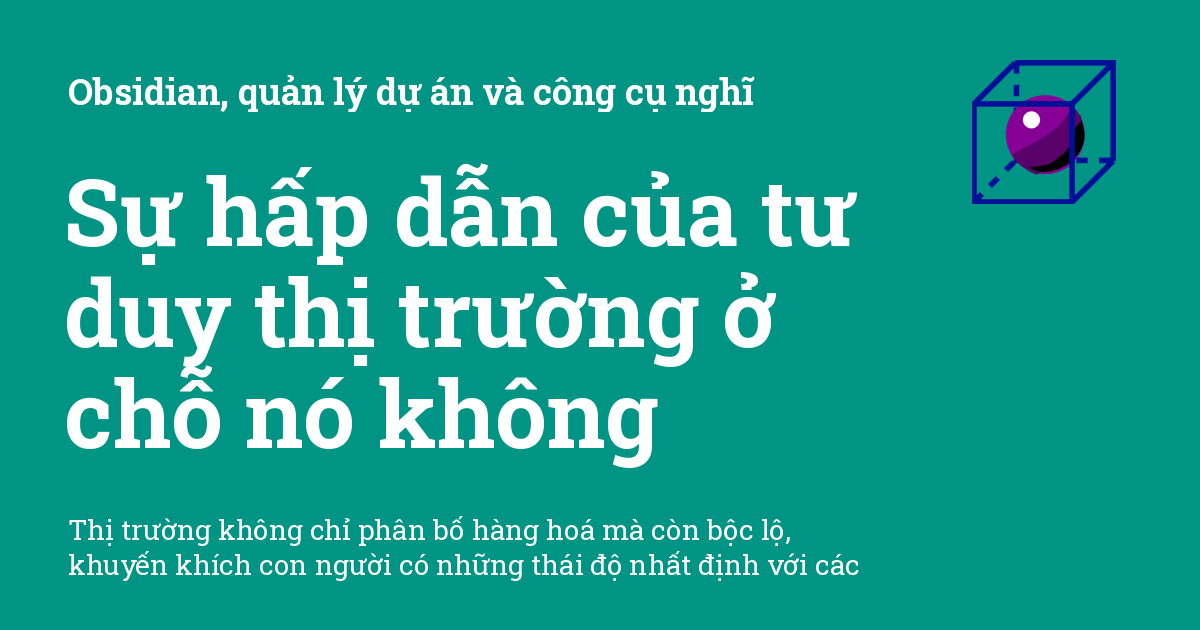 Obsidian, quản lý dự án và công cụ nghĩ
Sự hấp dẫn của tư
duy thị trường ở
chỗ nó không
Thị trường không chỉ phân bố hàng hoá mà còn bộc lộ,
khuyến khích con người có những thái độ nhất định với các